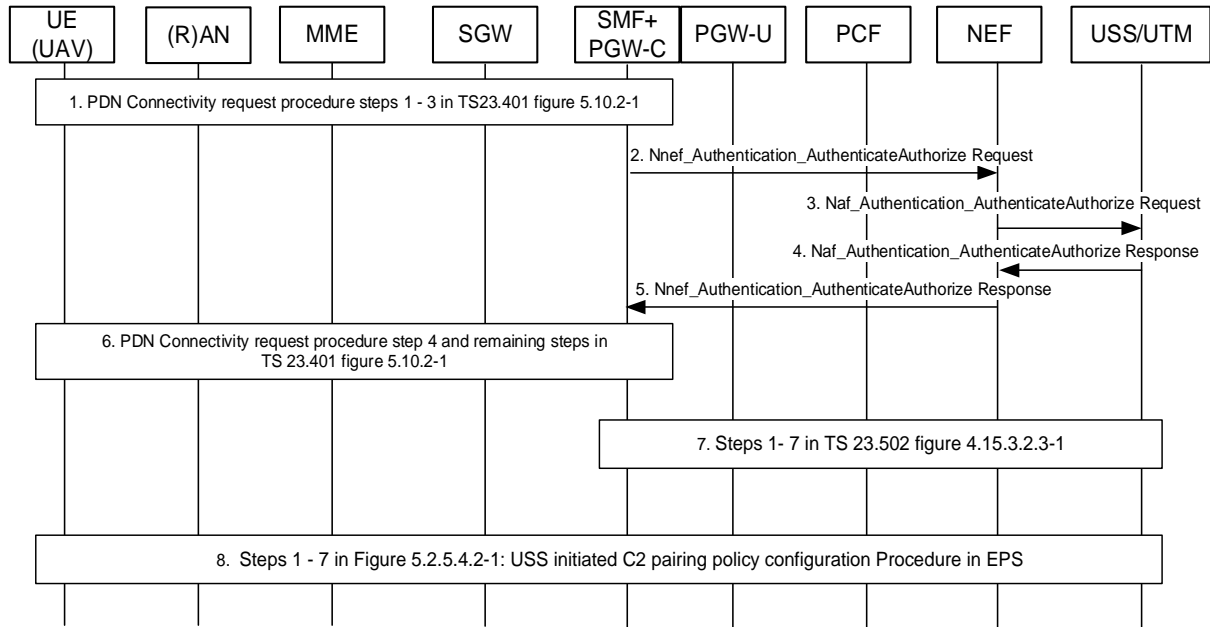 UE
(UAV)
(R)AN
MME
SGW
SMF+
PGW-C
PGW-U
PCF
NEF
USS/UTM
1. PDN Connectivity request procedure steps 1 - 3 in TS23.401 figure 5.10.2-1
2. Nnef_Authentication_AuthenticateAuthorize Request
3. Naf_Authentication_AuthenticateAuthorize Request
4. Naf_Authentication_AuthenticateAuthorize Response
5. Nnef_Authentication_AuthenticateAuthorize Response
6. PDN Connectivity request procedure step 4 and remaining steps in
TS 23.401 figure 5.10.2-1
7. Steps 1- 7 in TS 23.502 figure 4.15.3.2.3-1
8. Steps 1 - 7 in Figure 5.2.5.4.2-1: USS initiated C2 pairing policy configuration Procedure in EPS